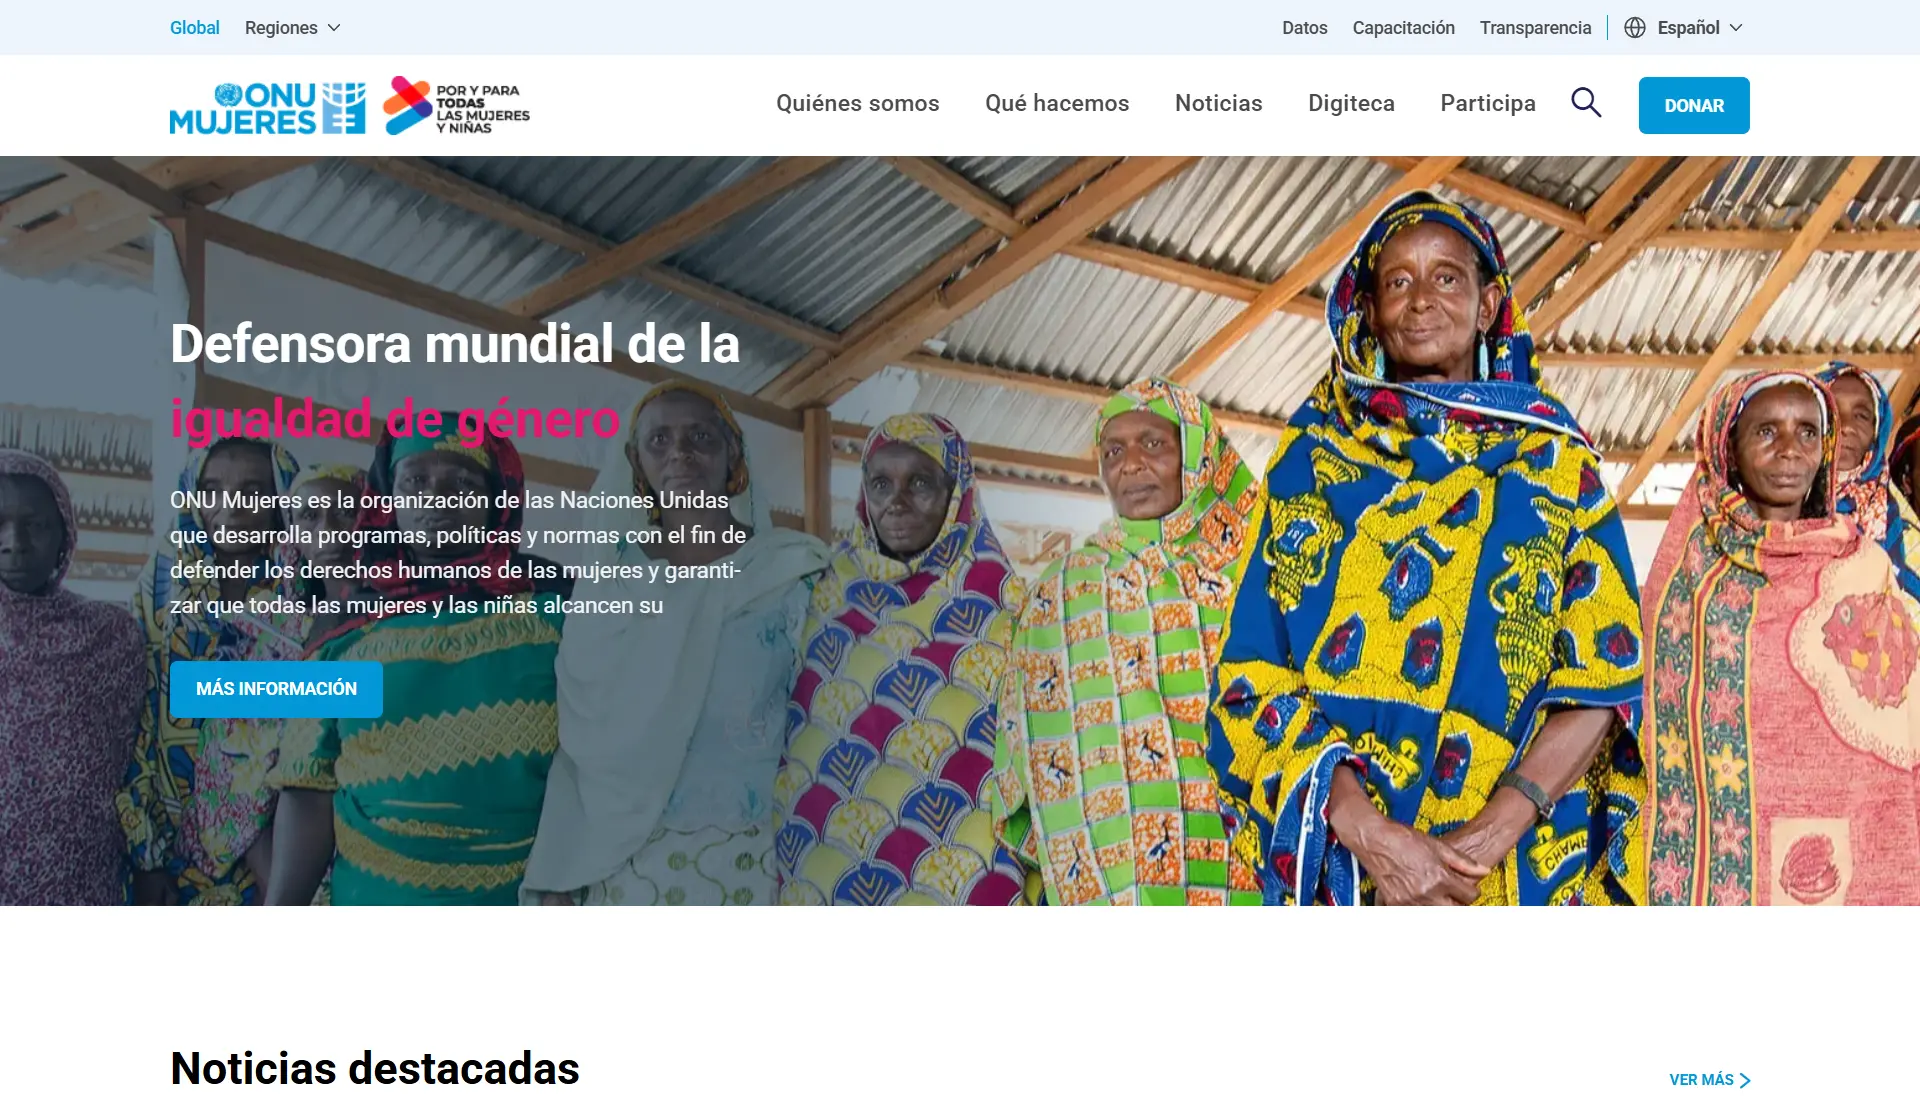 Global Regiones
Datos Capacitación Transparencia Español
ONU MUJERES
POR Y PARA
TODAS
LAS MUJERES
Y NIÑAS
Quiénes somos Qué hacemos Noticias Digiteca Participa
DONAR
Defensora mundial de la
igualdad de género
ONU Mujeres es la organización de las Naciones Unidas
que desarrolla programas, políticas y normas con el fin de
defender los derechos humanos de las mujeres y garanti-
zar que todas las mujeres y las niñas alcancen su
MÁS INFORMACIÓN
Noticias destacadas
VER MÁS